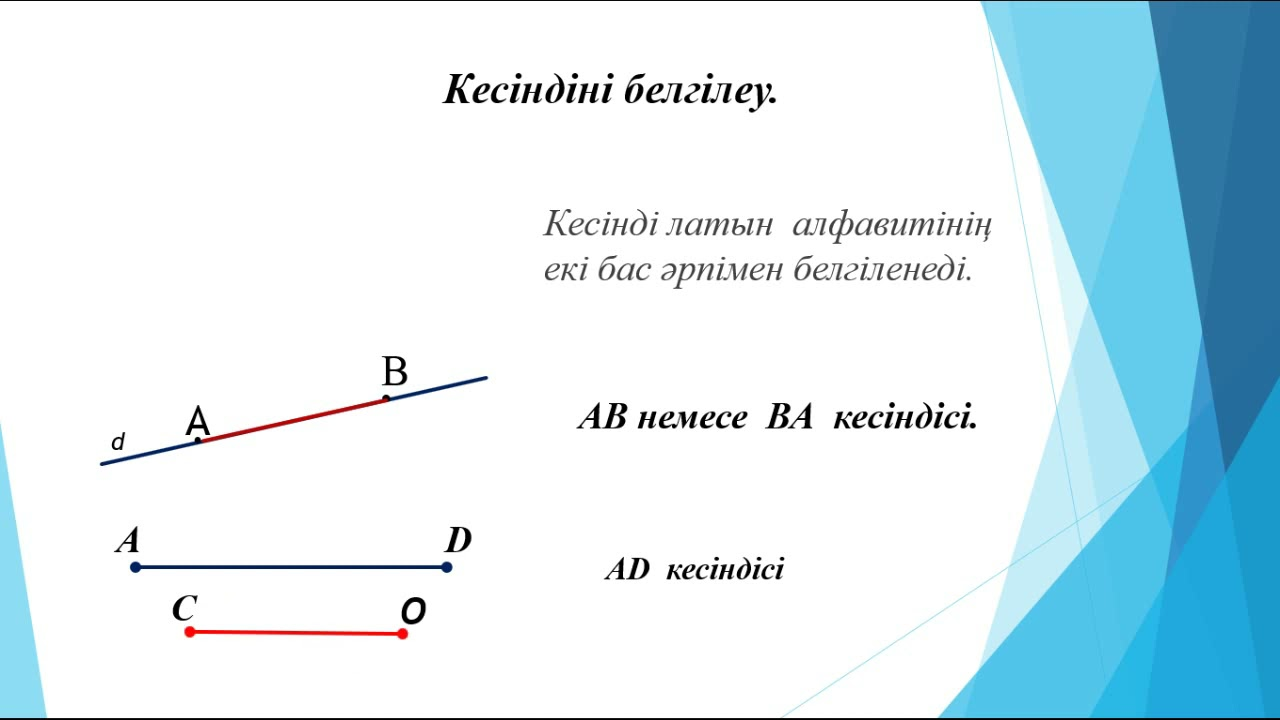 Кесіндіні белгілеу.
Кесінді латын алфавитінің
екі бас әрпімен белгіленеді.
B
A
d
AB немесе BA кесіндісі.
A D
AD кесіндісі
C O